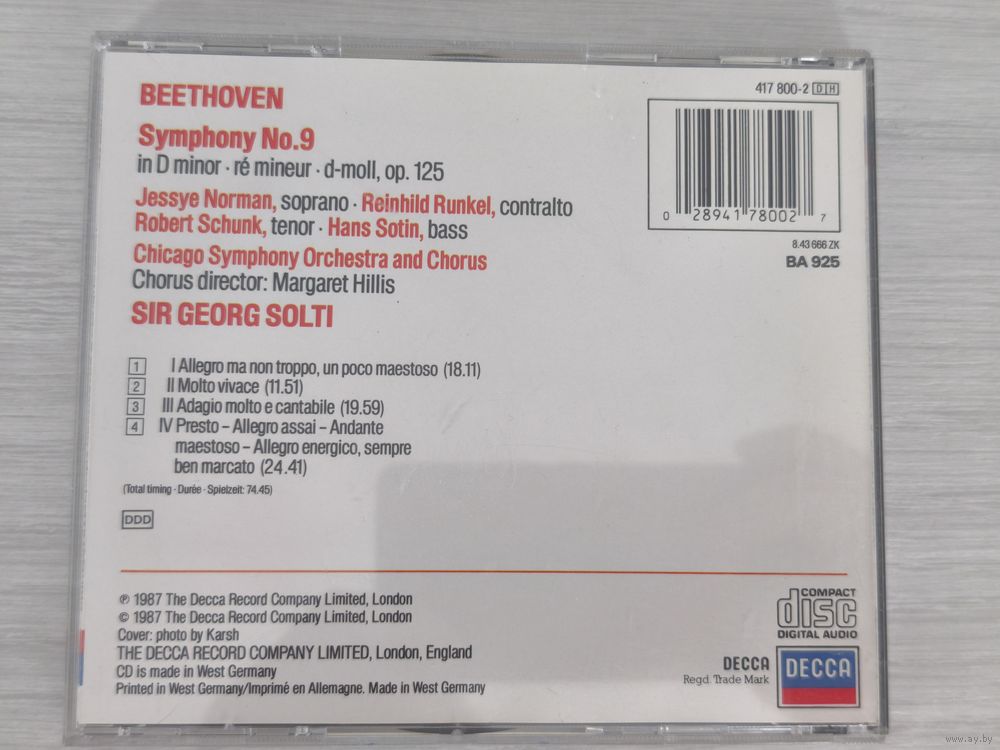 BEETHOVEN
417 800-2 DH
Symphony No.9
in D minor · ré mineur · d-moll, op. 125
Jessye Norman, soprano · Reinhild Runkel, contralto
Robert Schunk, tenor · Hans Sotin, bass
0 28941 78002 7
8.43 666 ZK
BA 925
Chicago Symphony Orchestra and Chorus
Chorus director: Margaret Hillis
SIR GEORG SOLTI
1 I Allegro ma non troppo, un poco maestoso (18.11)
2 II Molto vivace (11.51)
3 III Adagio molto e cantabile (19.59)
4 IV Presto – Allegro assai – Andante
maestoso – Allegro energico, sempre
ben marcato (24.41)
(Total timing · Durée · Spielzeit: 74.45)
DDD
℗ 1987 The Decca Record Company Limited, London
© 1987 The Decca Record Company Limited, London
Cover: photo by Karsh
THE DECCA RECORD COMPANY LIMITED, London, England
CD is made in West Germany
Printed in West Germany/Imprimé en Allemagne. Made in West Germany
COMPACT
disc
DIGITAL AUDIO
DECCA
Regd. Trade Mark
DECCA
www.ay.by